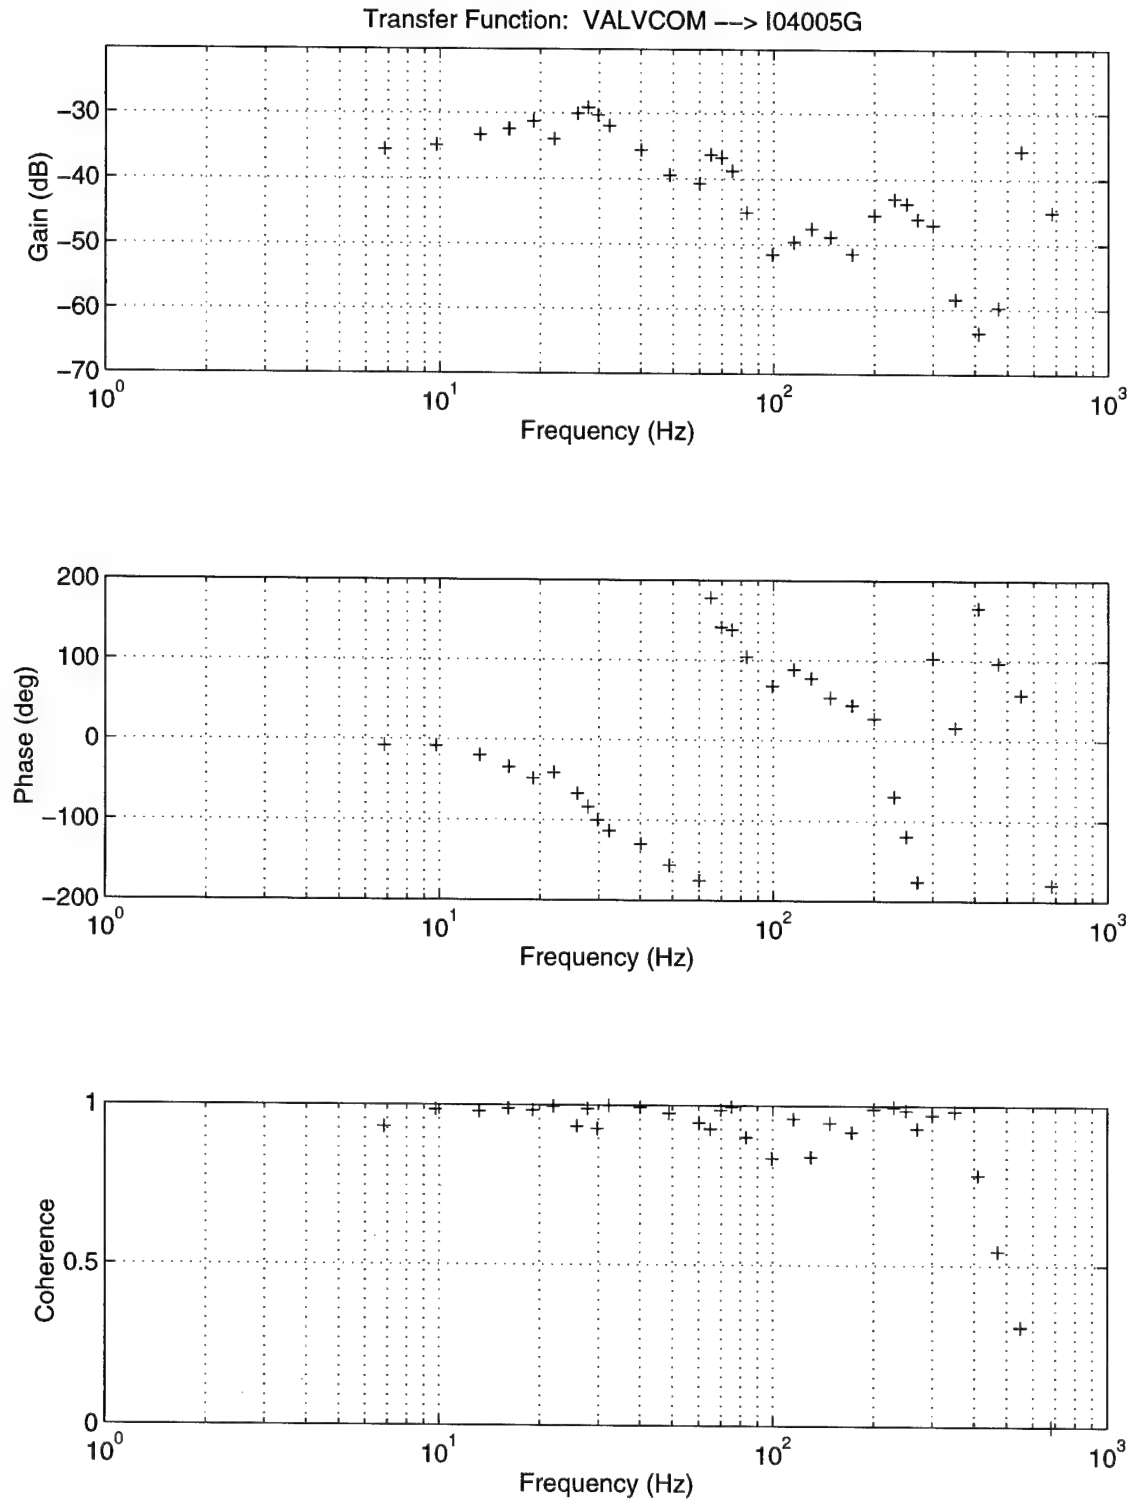 Transfer Function: VALVCOM --> I04005G
−30
−40
−50
−60
−70
Gain (dB)
10^0 10^1 10^2 10^3
Frequency (Hz)
200
100
0
−100
−200
Phase (deg)
10^0 10^1 10^2 10^3
Frequency (Hz)
1
0.5
0
Coherence
10^0 10^1 10^2 10^3
Frequency (Hz)